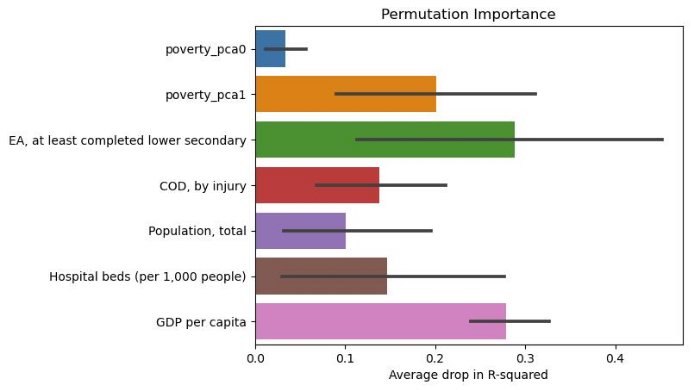 Permutation Importance
poverty_pca0
poverty_pca1
EA, at least completed lower secondary
COD, by injury
Population, total
Hospital beds (per 1,000 people)
GDP per capita
0.0 0.1 0.2 0.3 0.4
Average drop in R-squared